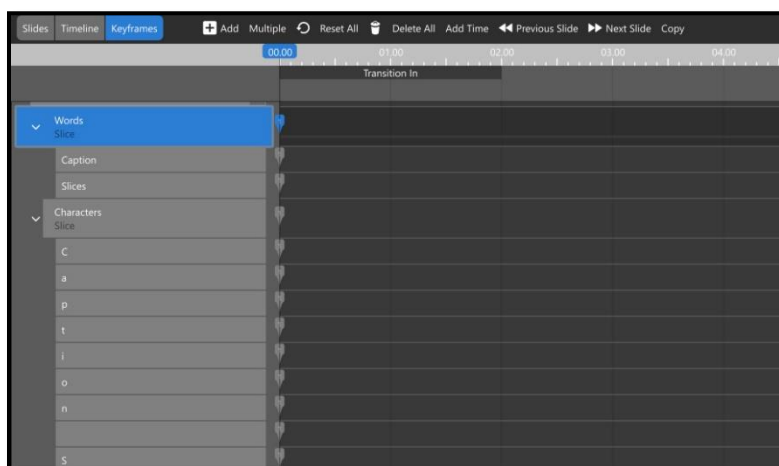 Slides Timeline Keyframes Add Multiple Reset All Delete All Add Time Previous Slide Next Slide Copy
00.00 01.00 02.00 03.00 04.00
Transition In
Words
Slice
Caption
Slices
Characters
Slice
C
a
p
t
i
o
n
S